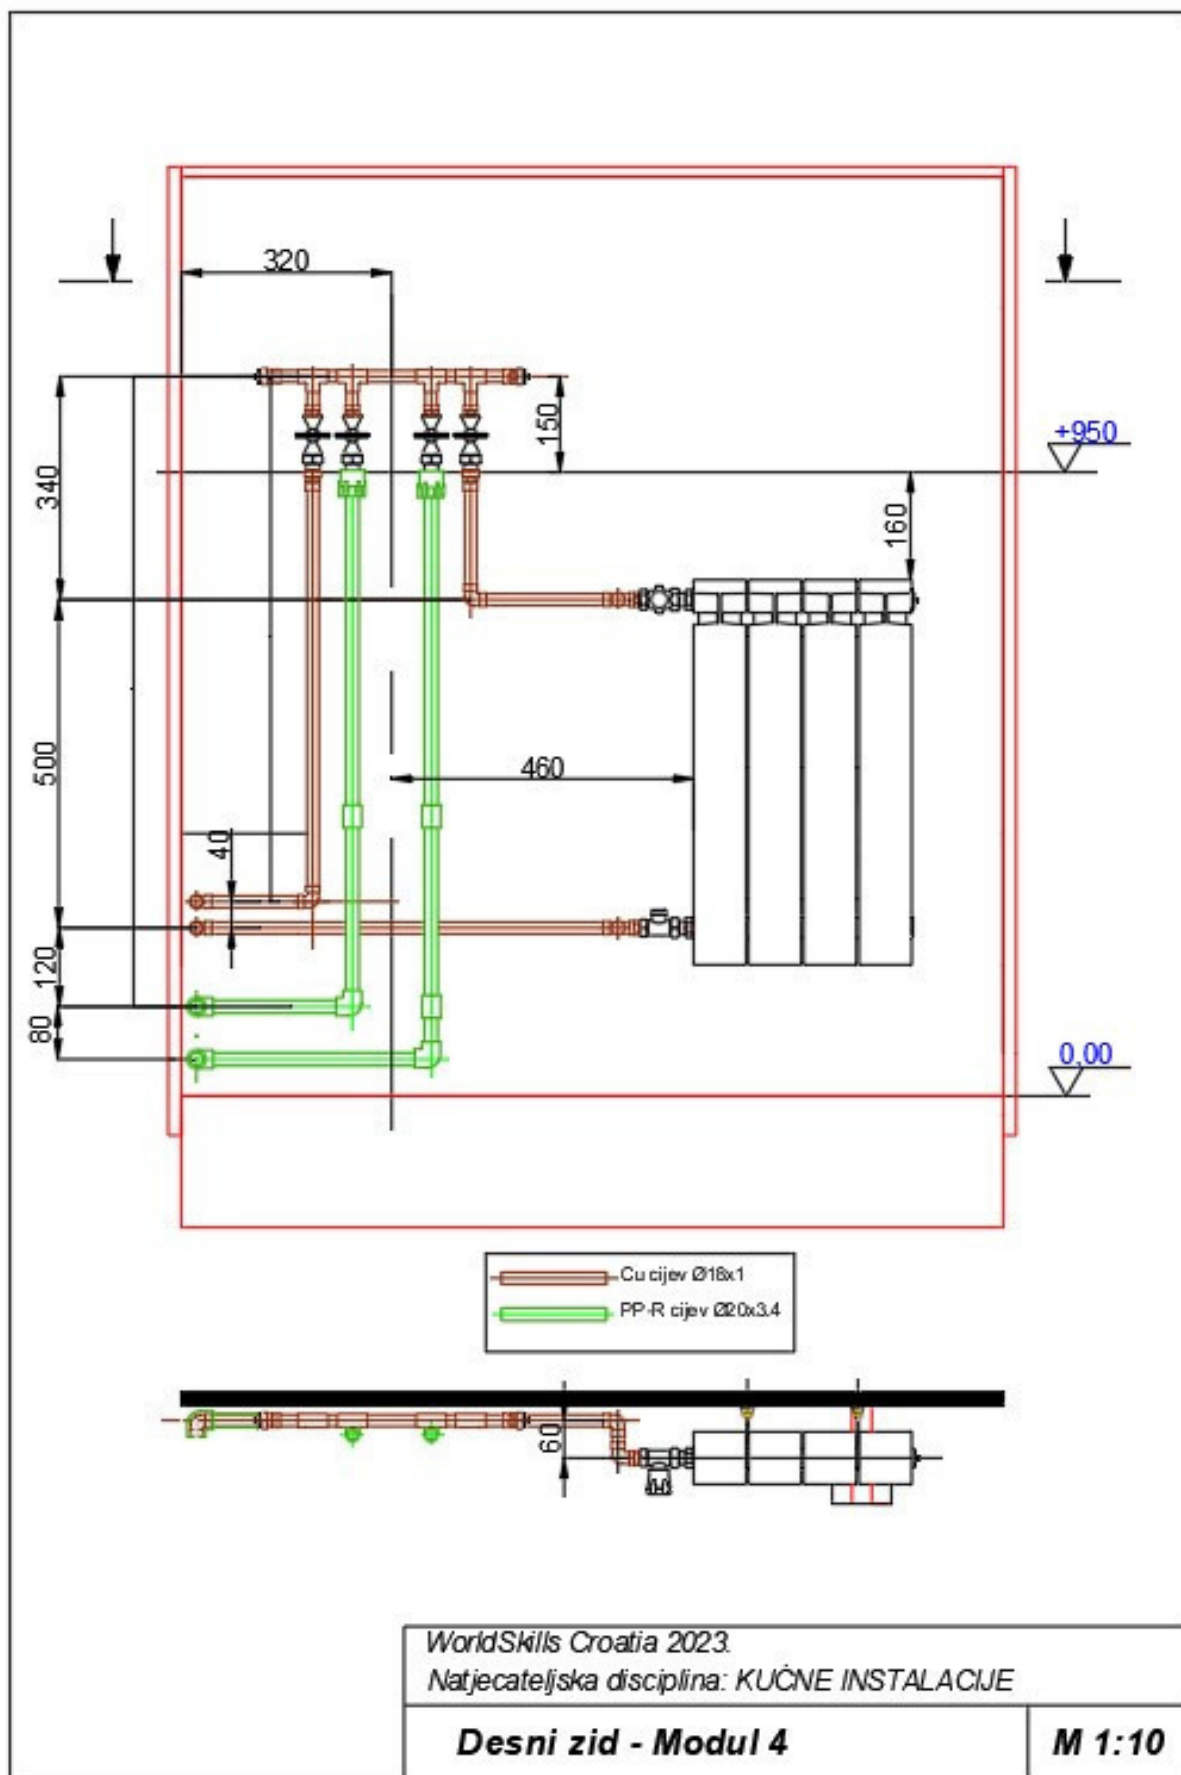 320
150
+950
340
160
500
460
40
120
80
0,00
Cu cijev Ø18x1
PP-R cijev Ø20x3.4
60
WorldSkills Croatia 2023.
Natjecateljska disciplina: KUĆNE INSTALACIJE
Desni zid - Modul 4
M 1:10